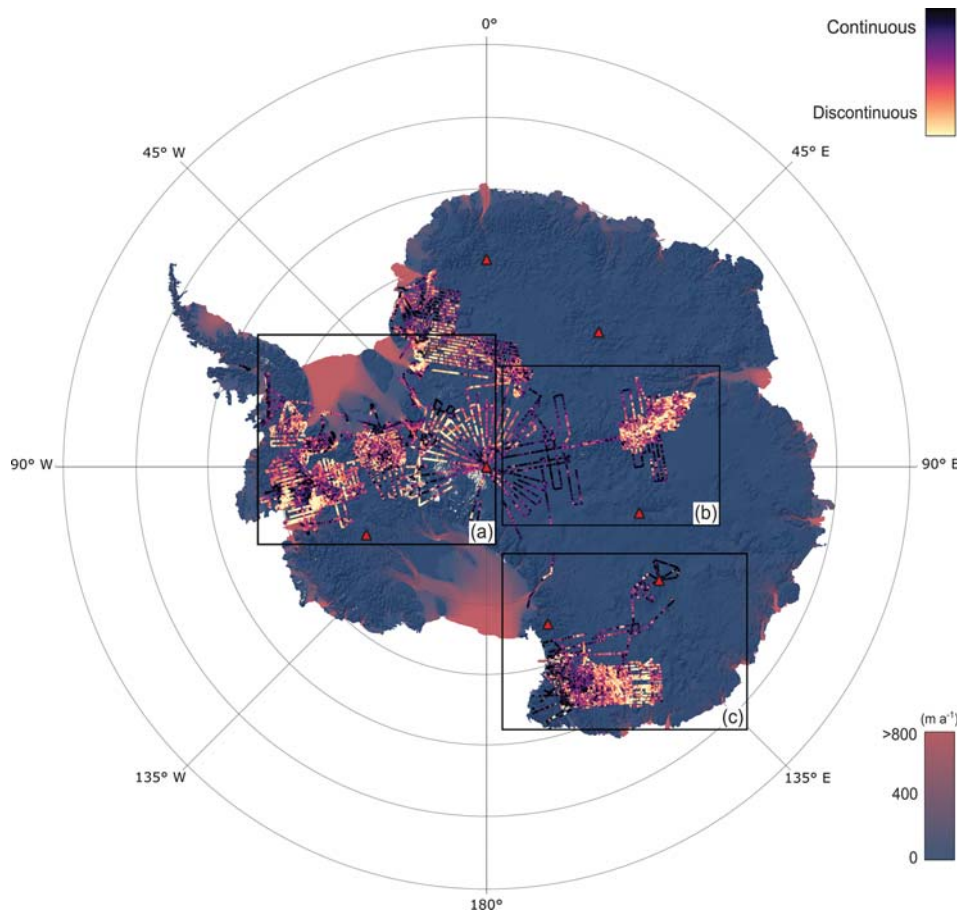 0°
Continuous
Discontinuous
45° W
45° E
90° W
90° E
(a)
(b)
(c)
(m a⁻¹)
>800
400
0
135° W
135° E
180°